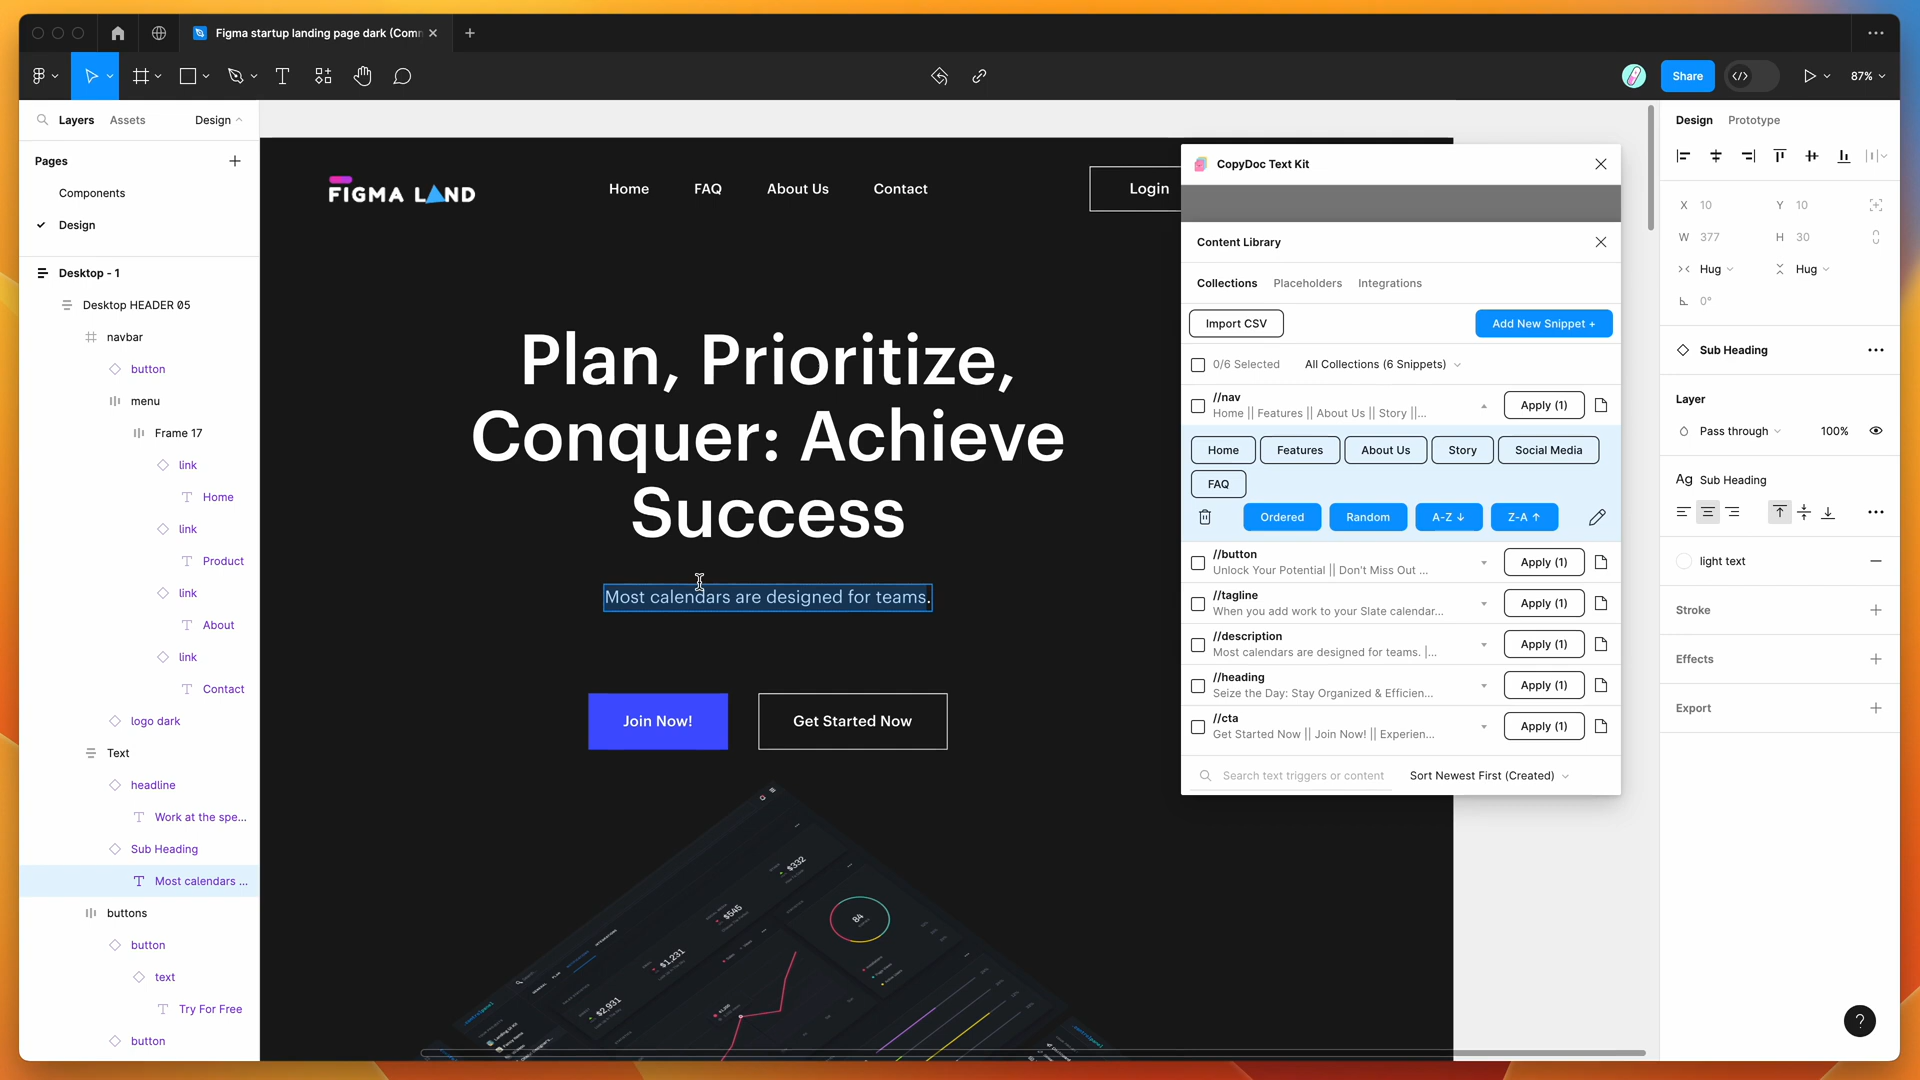 Figma startup landing page dark (Comm
Share
87%
Layers
Assets
Design
Design
Prototype
Pages
Components
Design
Desktop - 1
Desktop HEADER 05
navbar
button
menu
Frame 17
link
Home
link
Product
link
About
link
Contact
logo dark
Text
headline
Work at the spe...
Sub Heading
Most calendars ...
buttons
button
text
Try For Free
button
FIGMA LAND
Home
FAQ
About Us
Contact
Login
Plan, Prioritize,
Conquer: Achieve
Success
Most calendars are designed for teams.
Join Now!
Get Started Now
$332
$545
$1,231
$2,931
84
CopyDoc Text Kit
Content Library
Collections
Placeholders
Integrations
Import CSV
Add New Snippet +
0/6 Selected
All Collections (6 Snippets)
//nav
Home || Features || About Us || Story ||...
Apply (1)
Home
Features
About Us
Story
Social Media
FAQ
Ordered
Random
A-Z ↓
Z-A ↑
//button
Unlock Your Potential || Don't Miss Out ...
Apply (1)
//tagline
When you add work to your Slate calendar...
Apply (1)
//description
Most calendars are designed for teams. |...
Apply (1)
//heading
Seize the Day: Stay Organized & Efficien...
Apply (1)
//cta
Get Started Now || Join Now! || Experien...
Apply (1)
Search text triggers or content
Sort Newest First (Created)
X 10
Y 10
W 377
H 30
Hug
Hug
0°
Sub Heading
Layer
Pass through
100%
Ag Sub Heading
light text
Stroke
Effects
Export
?